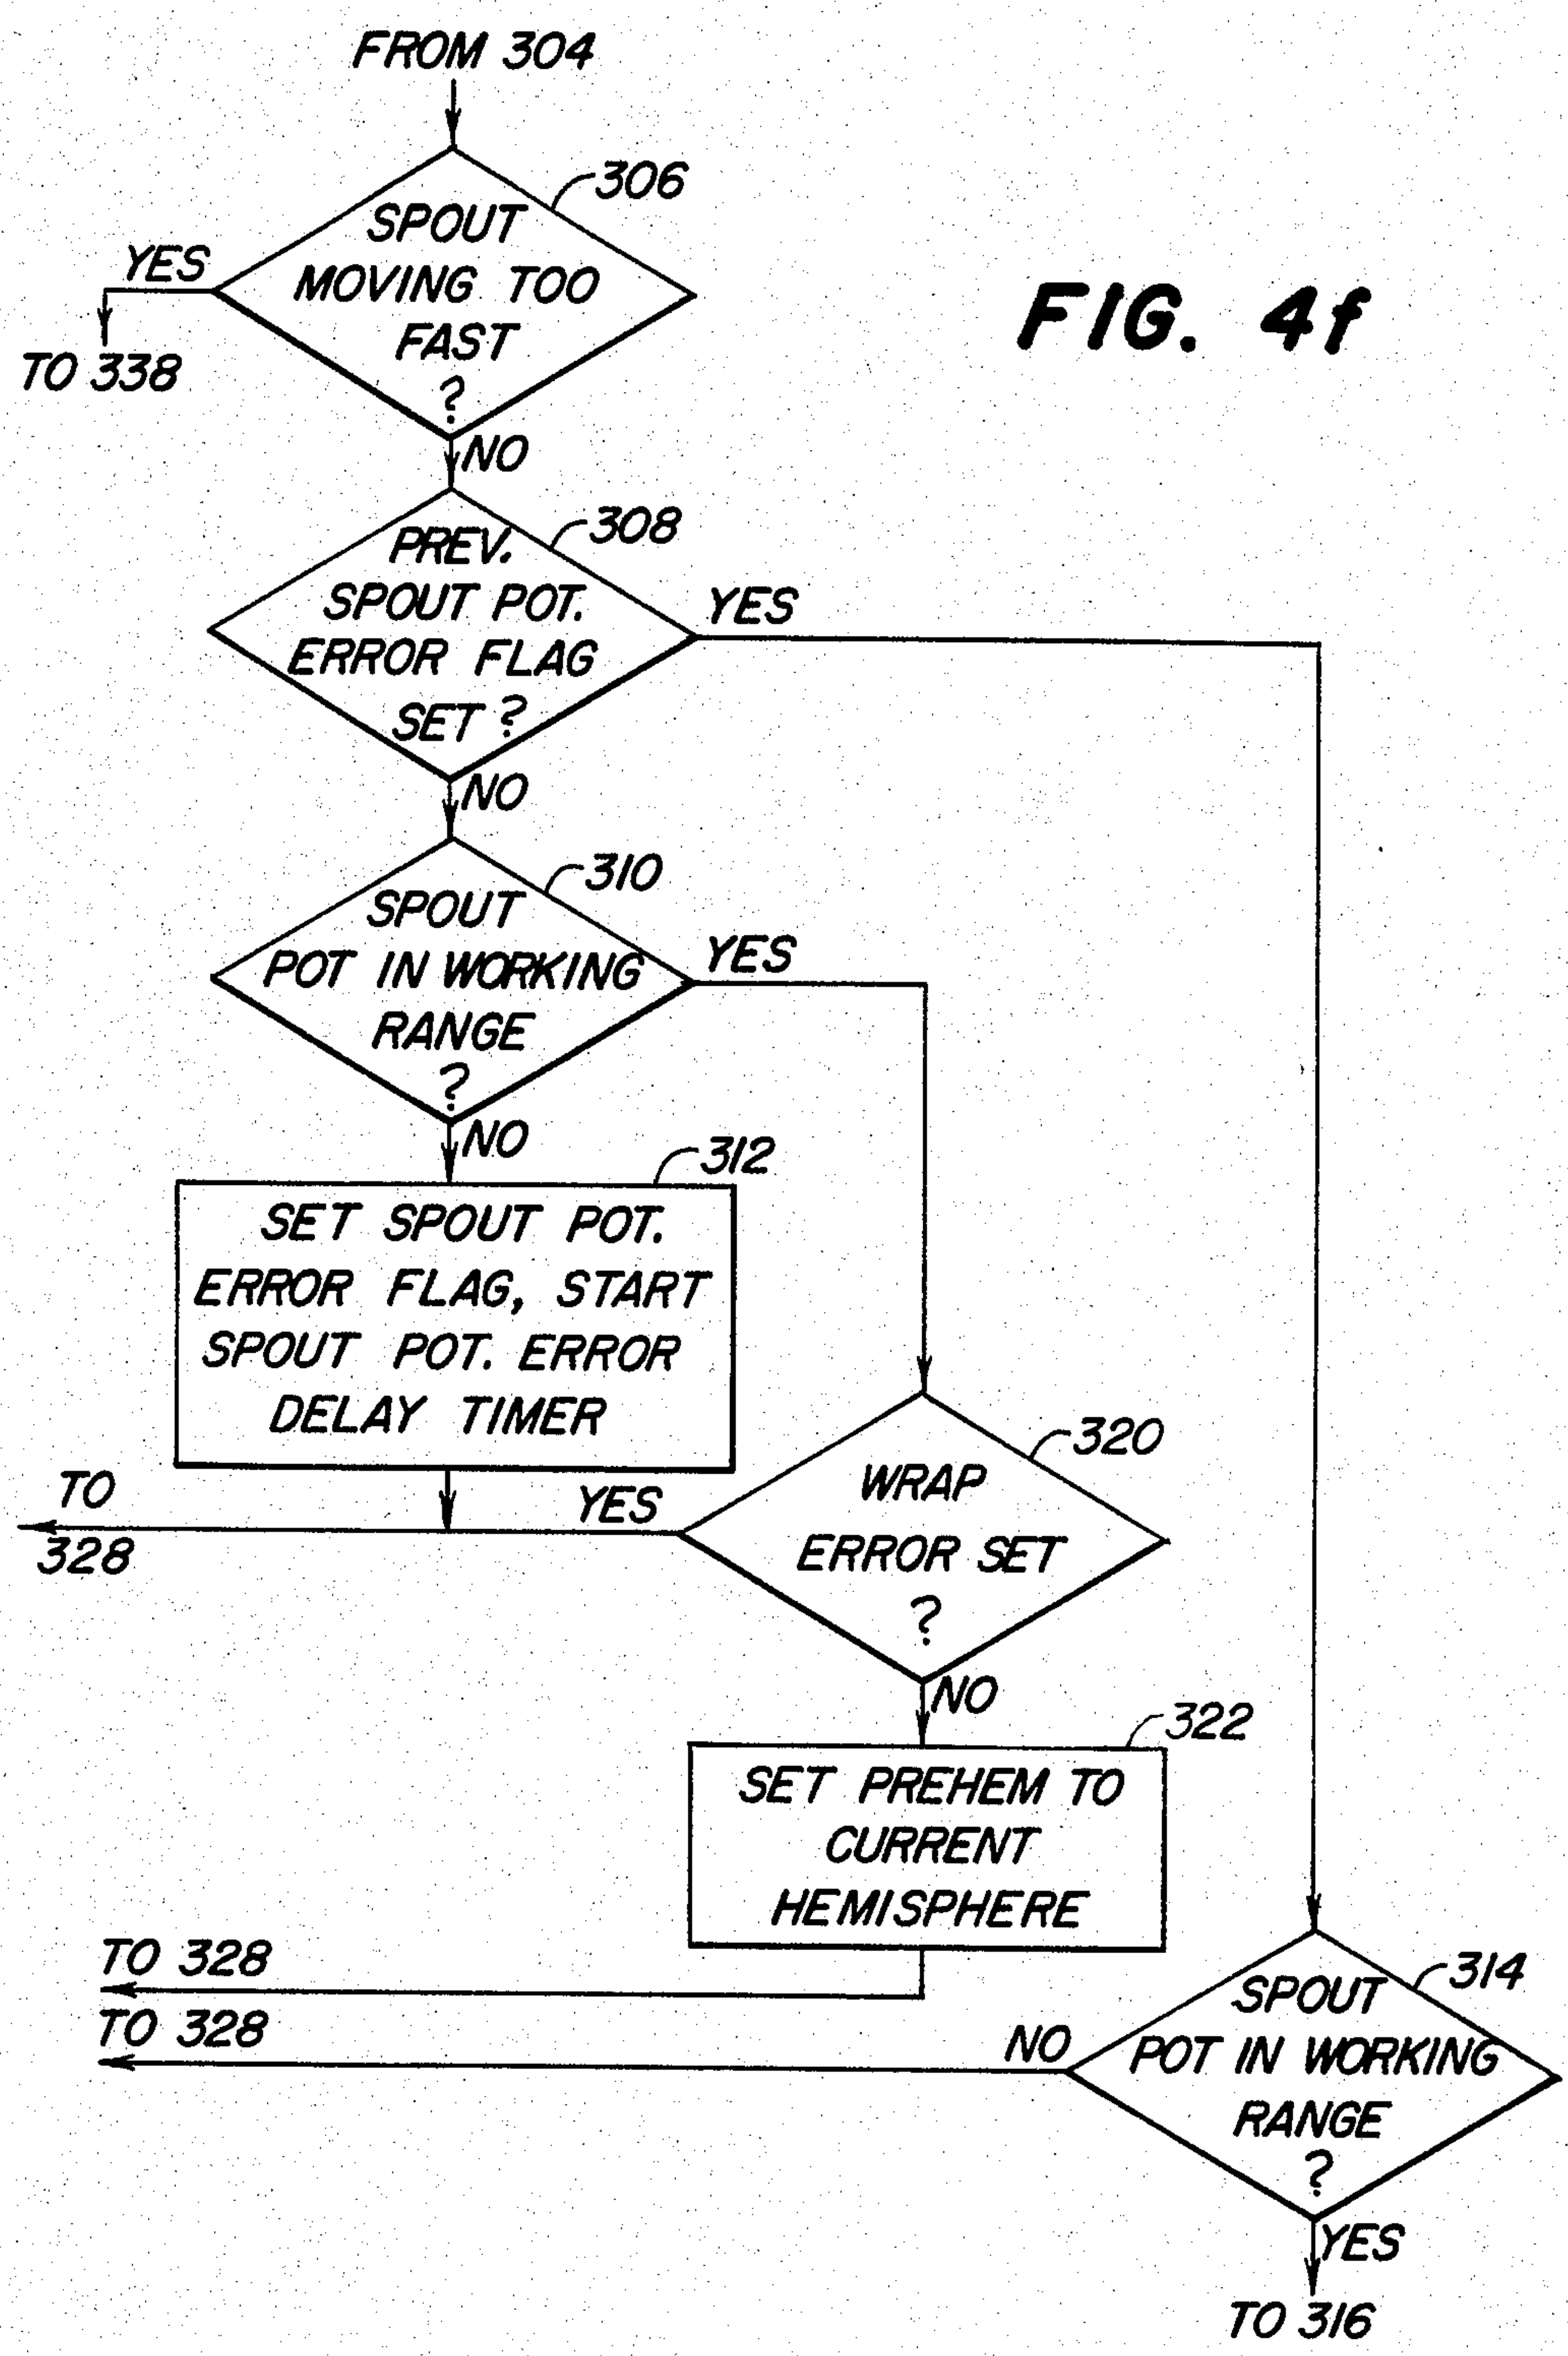 FROM 304
306
SPOUT
MOVING TOO
FAST
?
YES
TO 338
FIG. 4f
NO
308
PREV.
SPOUT POT.
ERROR FLAG
SET ?
YES
NO
310
SPOUT
POT IN WORKING
RANGE
?
YES
NO
312
SET SPOUT POT.
ERROR FLAG, START
SPOUT POT. ERROR
DELAY TIMER
TO
328
YES
320
WRAP
ERROR SET
?
NO
322
SET PREHEM TO
CURRENT
HEMISPHERE
TO 328
TO 328
NO
314
SPOUT
POT IN WORKING
RANGE
?
YES
TO 316